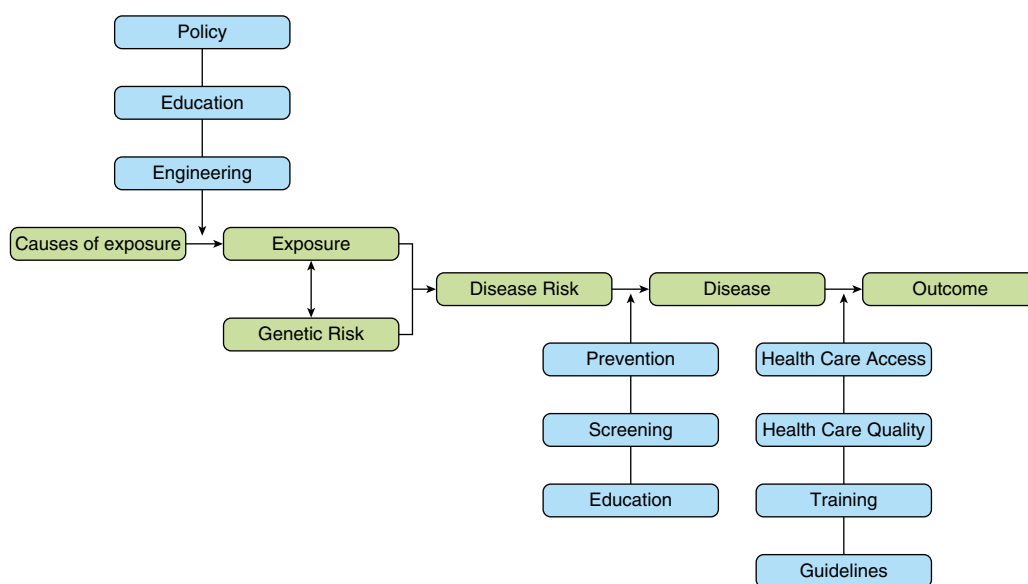 Policy
Education
Engineering
Causes of exposure
Exposure
Genetic Risk
Disease Risk
Disease
Outcome
Prevention
Screening
Education
Health Care Access
Health Care Quality
Training
Guidelines